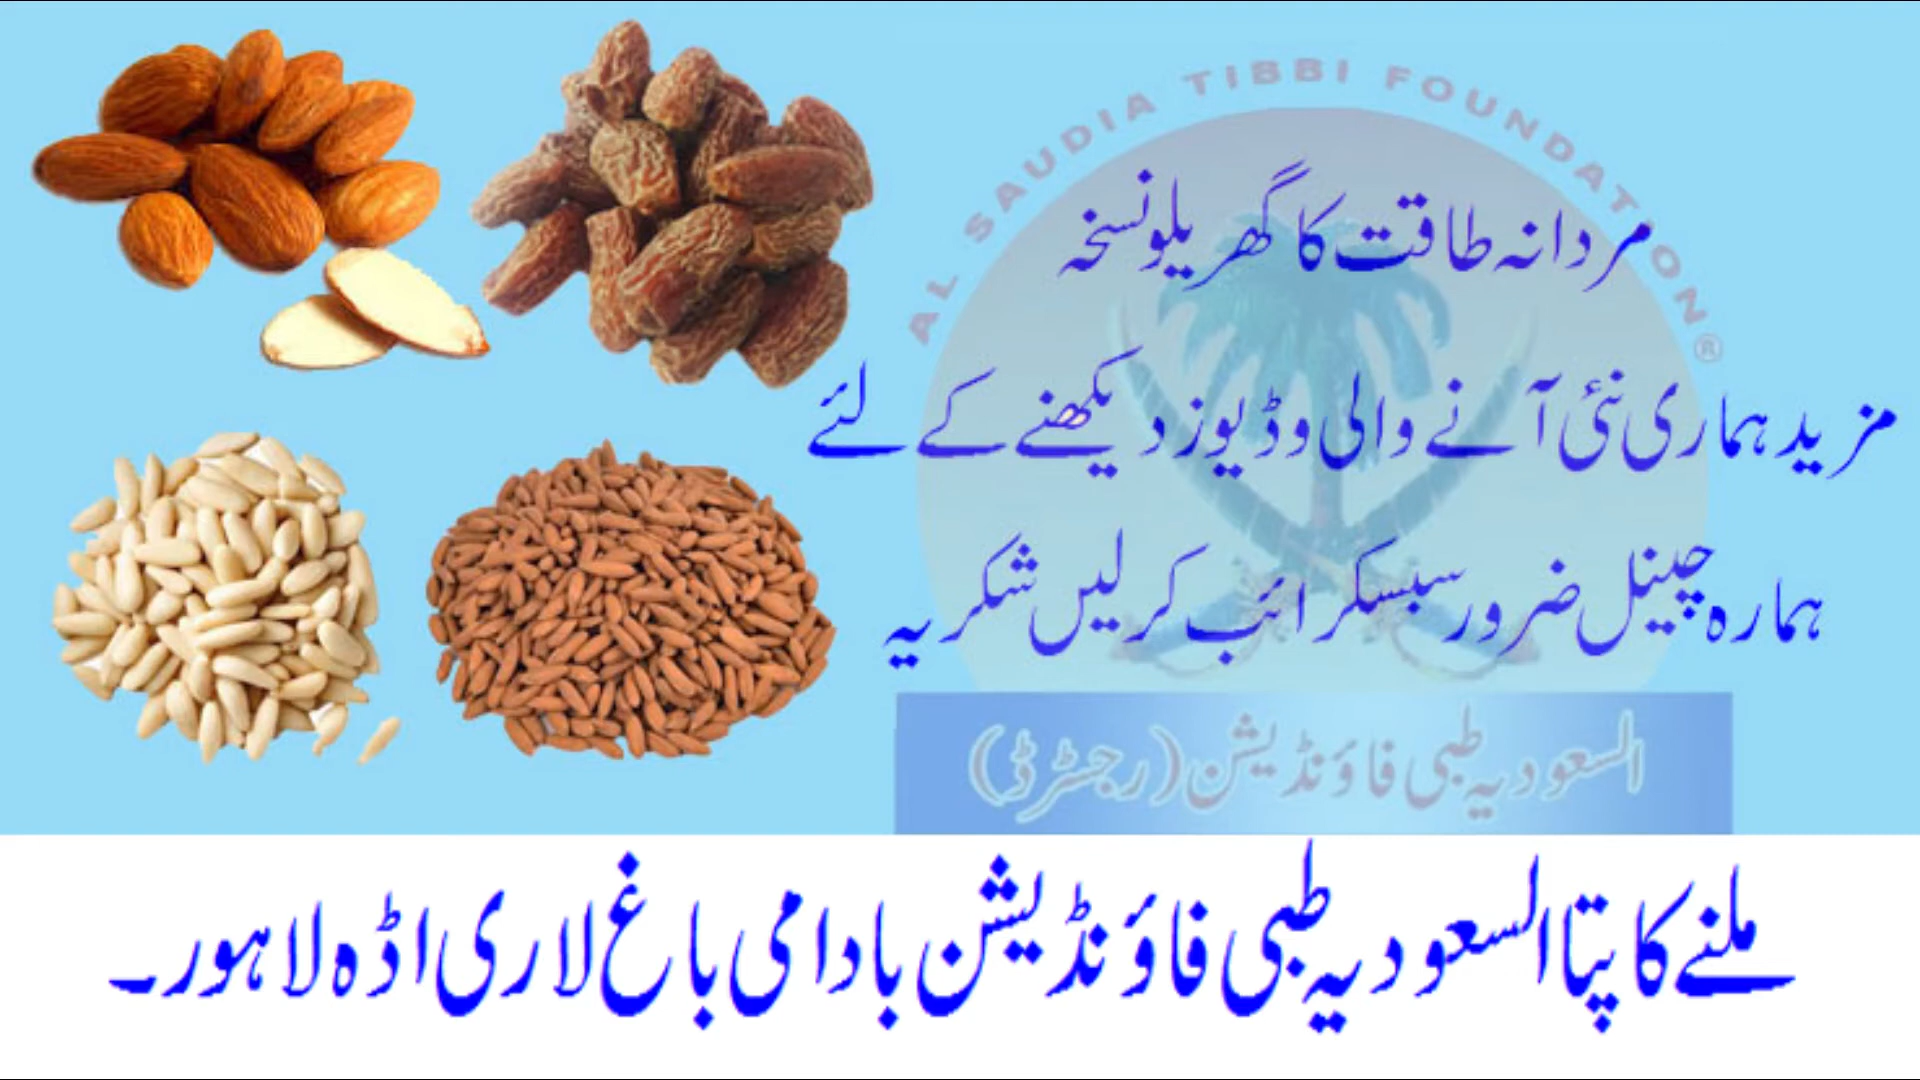 AL SAUDIA TIBBI FOUNDATION®
مردانہ طاقت کا گھریلو نسخہ
مزید ہماری نئی آنے والی وڈیوز دیکھنے کے لئے
ہمارہ چینل ضرور سبسکرائب کر لیں شکریہ
السعودیہ طبی فاؤنڈیشن (رجسٹرڈ)
ملنے کا پتا السعودیہ طبی فاؤنڈیشن بادامی باغ لاری اڈہ لاہور۔